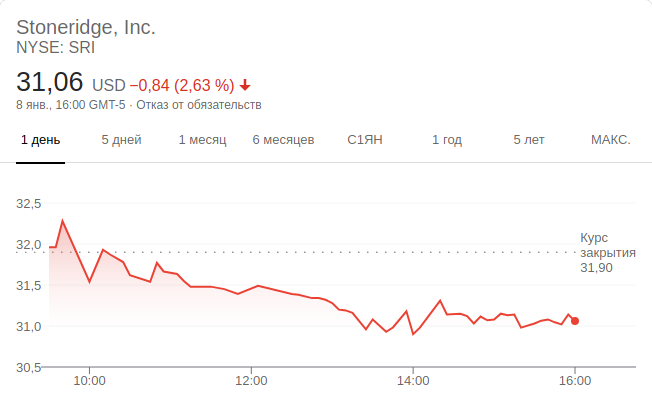 Stoneridge, Inc.
NYSE: SRI
31,06 USD −0,84 (2,63 %)
8 янв., 16:00 GMT-5 · Отказ от обязательств
1 день 5 дней 1 месяц 6 месяцев С1ЯН 1 год 5 лет МАКС.
32,5
32,0
31,5
31,0
30,5
Курс
закрытия
31,90
10:00 12:00 14:00 16:00